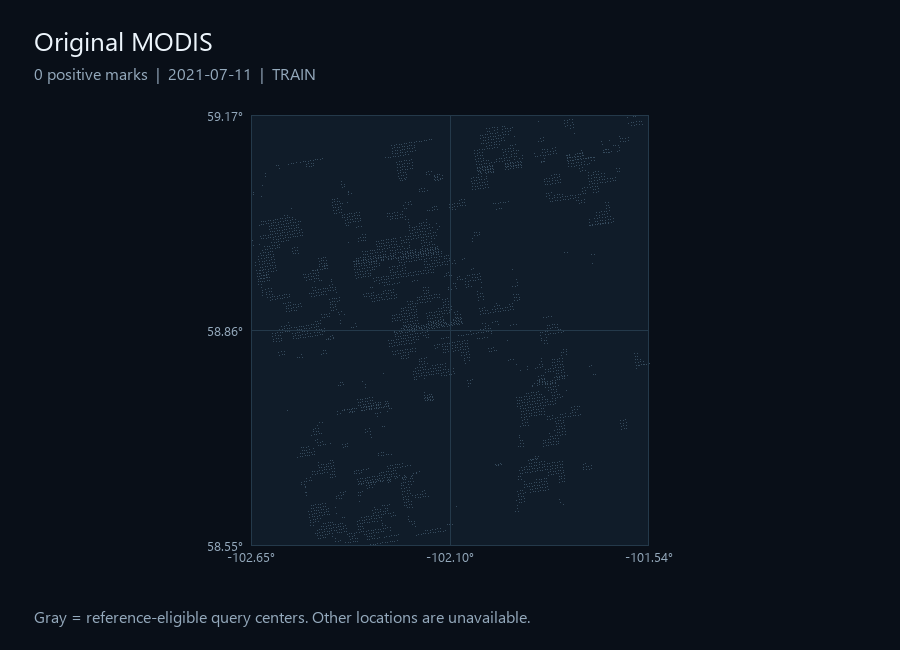 Original MODIS
0 positive marks | 2021-07-11 | TRAIN
59.17°
58.86°
58.55°
-102.65°
-102.10°
-101.54°
Gray = reference-eligible query centers. Other locations are unavailable.